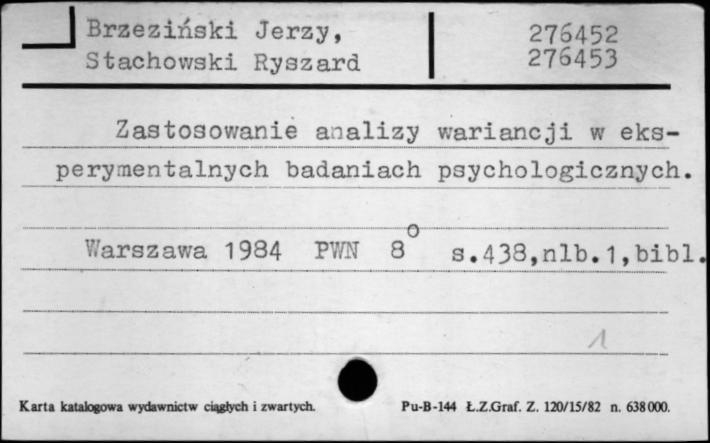 Brzeziński Jerzy, 276452
Stachowski Ryszard 276453
Zastosowanie analizy wariancji w eks-
perymentalnych badaniach psychologicznych.
Warszawa 1984 PWN 8° s.438,nlb.1,bibl.
1
Karta katalogowa wydawnictw ciągłych i zwartych. Pu-B-144 Ł.Z.Graf. Z. 120/15/82 n. 638000.